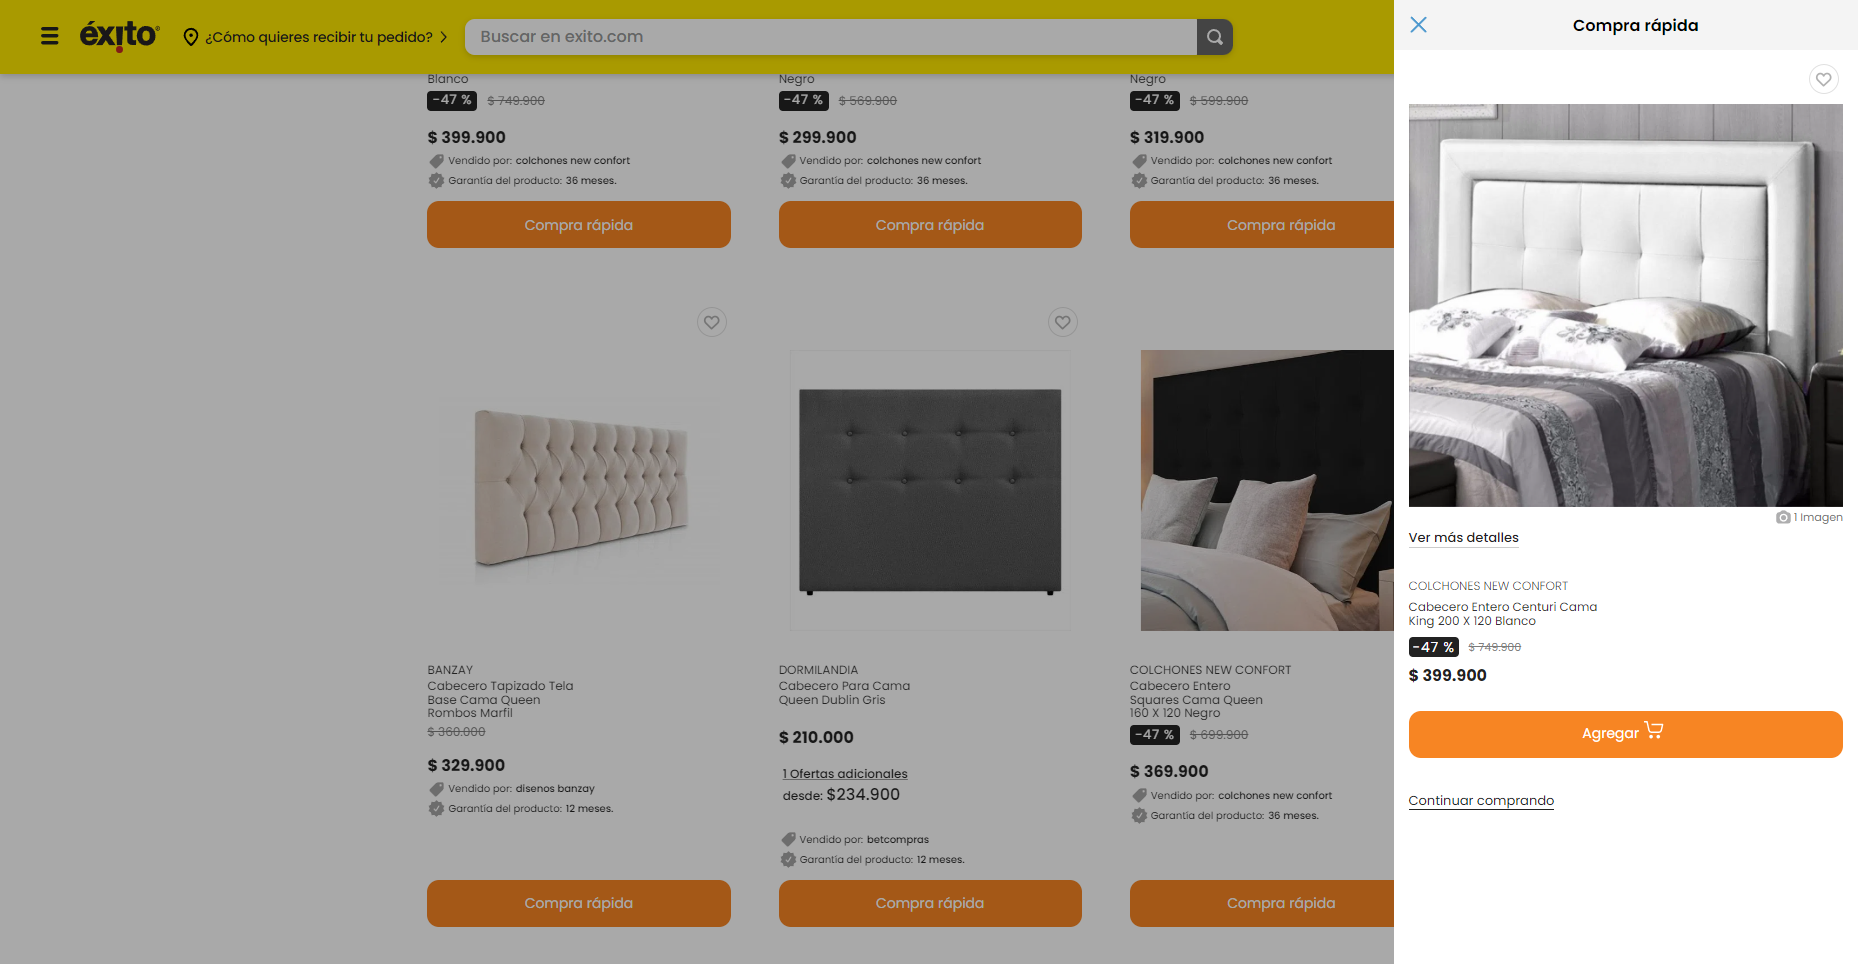 éxito
¿Cómo quieres recibir tu pedido?
Buscar en exito.com
Blanco
-47 % $ 749.900
$ 399.900
Vendido por: colchones new confort
Garantía del producto: 36 meses.
Compra rápida
Negro
-47 % $ 569.900
$ 299.900
Vendido por: colchones new confort
Garantía del producto: 36 meses.
Compra rápida
Negro
-47 % $ 599.900
$ 319.900
Vendido por: colchones new confort
Garantía del producto: 36 meses.
Compra rápida
BANZAY
Cabecero Tapizado Tela
Base Cama Queen
Rombos Marfil
$ 360.000
$ 329.900
Vendido por: disenos banzay
Garantía del producto: 12 meses.
Compra rápida
DORMILANDIA
Cabecero Para Cama
Queen Dublin Gris
$ 210.000
1 Ofertas adicionales
desde: $234.900
Vendido por: betcompras
Garantía del producto: 12 meses.
Compra rápida
COLCHONES NEW CONFORT
Cabecero Entero
Squares Cama Queen
160 X 120 Negro
-47 % $ 699.900
$ 369.900
Vendido por: colchones new confort
Garantía del producto: 36 meses.
Compra rápida
Compra rápida
1 Imagen
Ver más detalles
COLCHONES NEW CONFORT
Cabecero Entero Centuri Cama
King 200 X 120 Blanco
-47 % $ 749.900
$ 399.900
Agregar
Continuar comprando